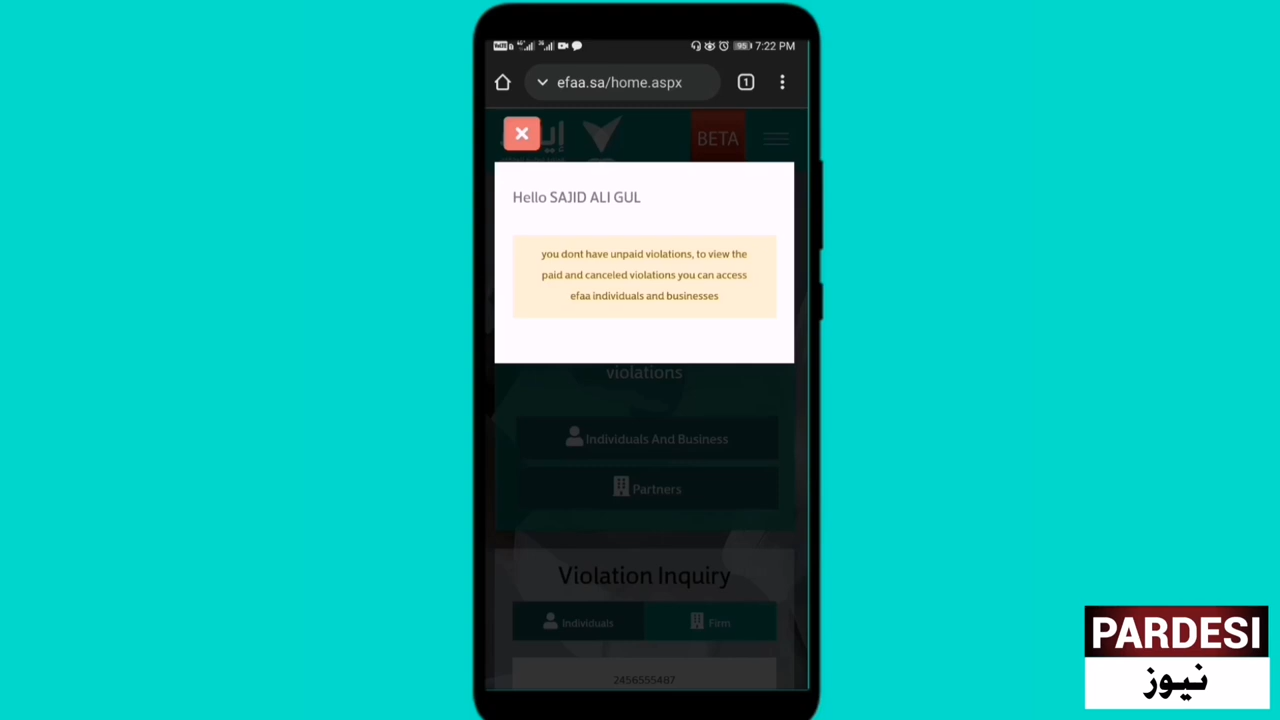 7:22 PM
efaa.sa/home.aspx
1
BETA
Hello SAJID ALI GUL
you dont have unpaid violations, to view the
paid and canceled violations you can access
efaa individuals and businesses
violations
Individuals And Business
Partners
Violation Inquiry
Individuals
Firm
PARDESI
نیوز